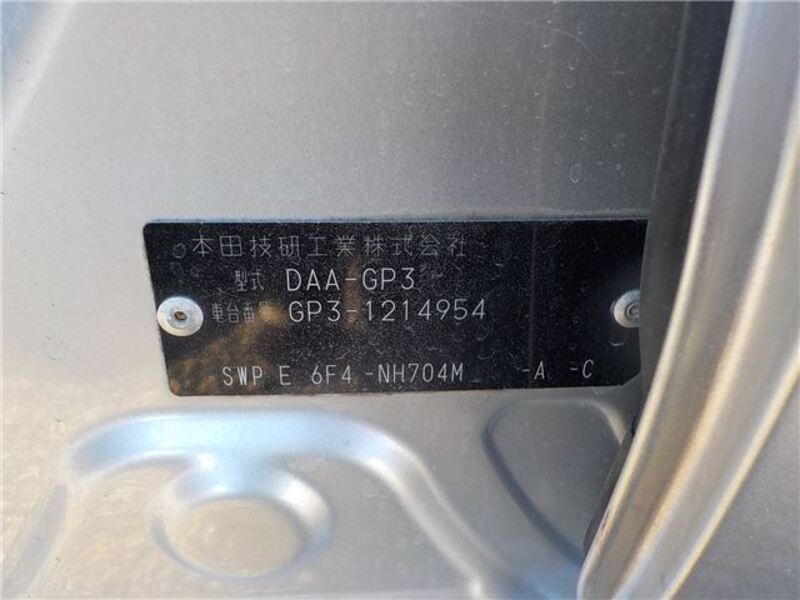 本田技研工業株式会社
型式 DAA-GP3
車台番号 GP3-1214954
SWP E 6F4 -NH704M -A -C